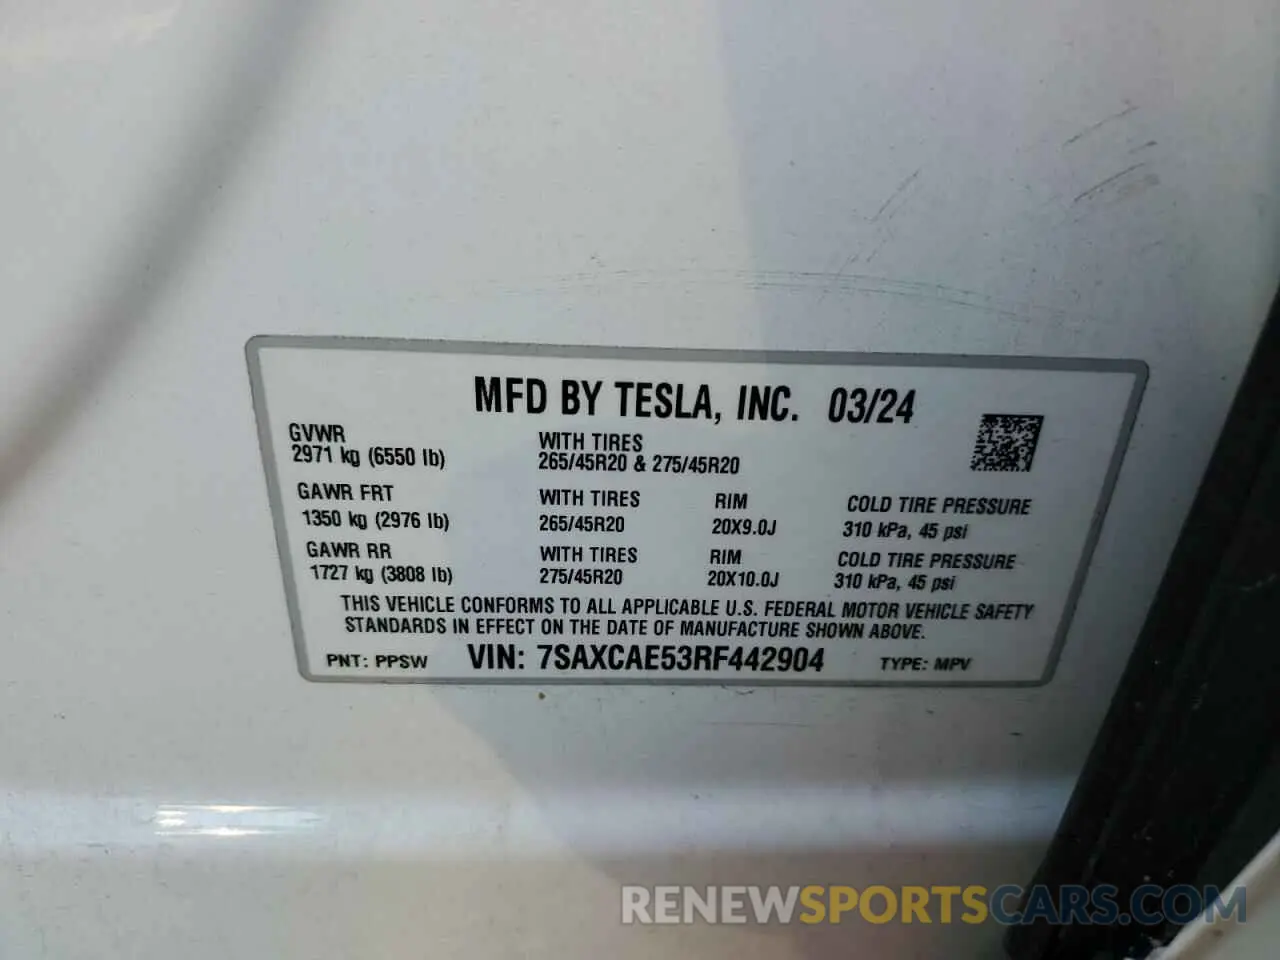 MFD BY TESLA, INC. 03/24
GVWR
2971 kg (6550 lb)
WITH TIRES
265/45R20 & 275/45R20
GAWR FRT
1350 kg (2976 lb)
WITH TIRES
265/45R20
RIM
20X9.0J
COLD TIRE PRESSURE
310 kPa, 45 psi
GAWR RR
1727 kg (3808 lb)
WITH TIRES
275/45R20
RIM
20X10.0J
COLD TIRE PRESSURE
310 kPa, 45 psi
THIS VEHICLE CONFORMS TO ALL APPLICABLE U.S. FEDERAL MOTOR VEHICLE SAFETY
STANDARDS IN EFFECT ON THE DATE OF MANUFACTURE SHOWN ABOVE.
PNT: PPSW VIN: 7SAXCAE53RF442904 TYPE: MPV
RENEWSPORTSCARS.COM